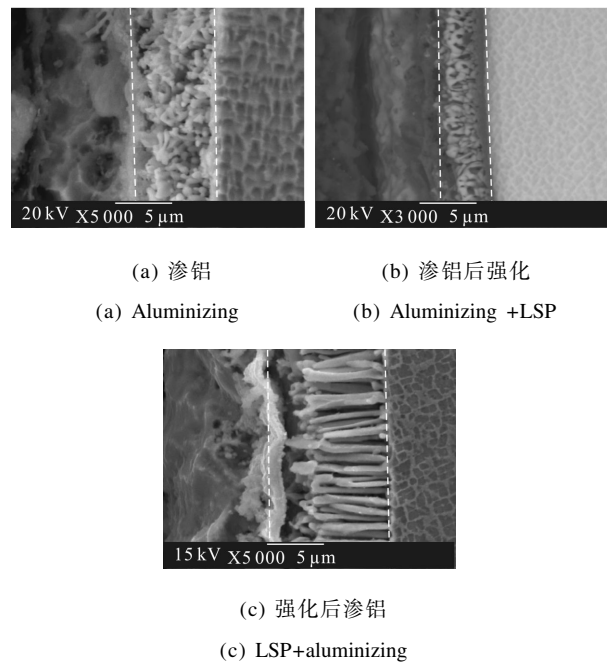 20 kV X5 000 5 μm
20 kV X3 000 5 μm
(a) 渗铝
(b) 渗铝后强化
(a) Aluminizing
(b) Aluminizing +LSP
15 kV X5 000 5 μm
(c) 强化后渗铝
(c) LSP+aluminizing